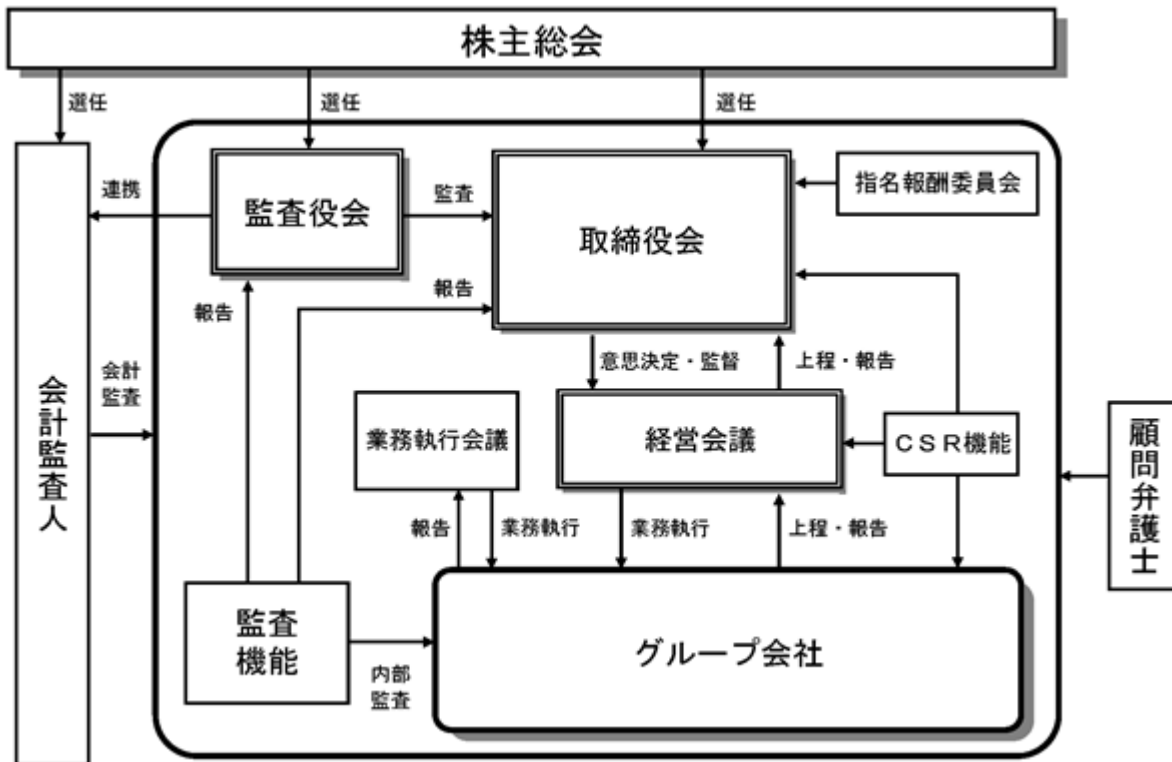 株主総会
選任
選任
選任
連携
監査役会
監査
取締役会
指名報酬委員会
報告
報告
会計
監査
会計監査人
意思決定・監督
上程・報告
業務執行会議
経営会議
CSR機能
顧問弁護士
報告
業務執行
業務執行
上程・報告
監査
機能
内部
監査
グループ会社